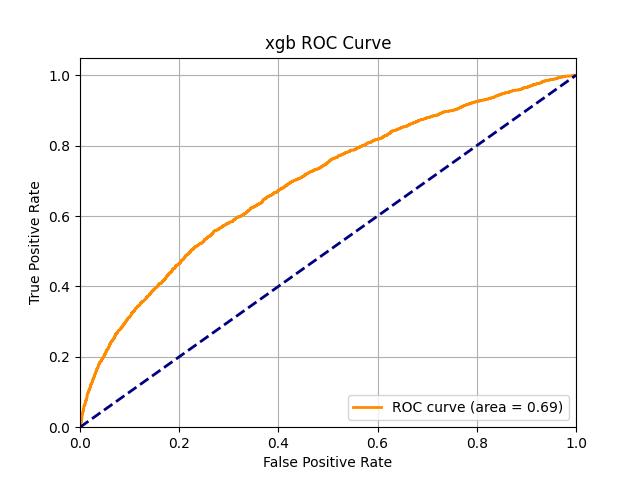 xgb ROC Curve
True Positive Rate
1.0
0.8
0.6
0.4
0.2
0.0
ROC curve (area = 0.69)
0.0 0.2 0.4 0.6 0.8 1.0
False Positive Rate